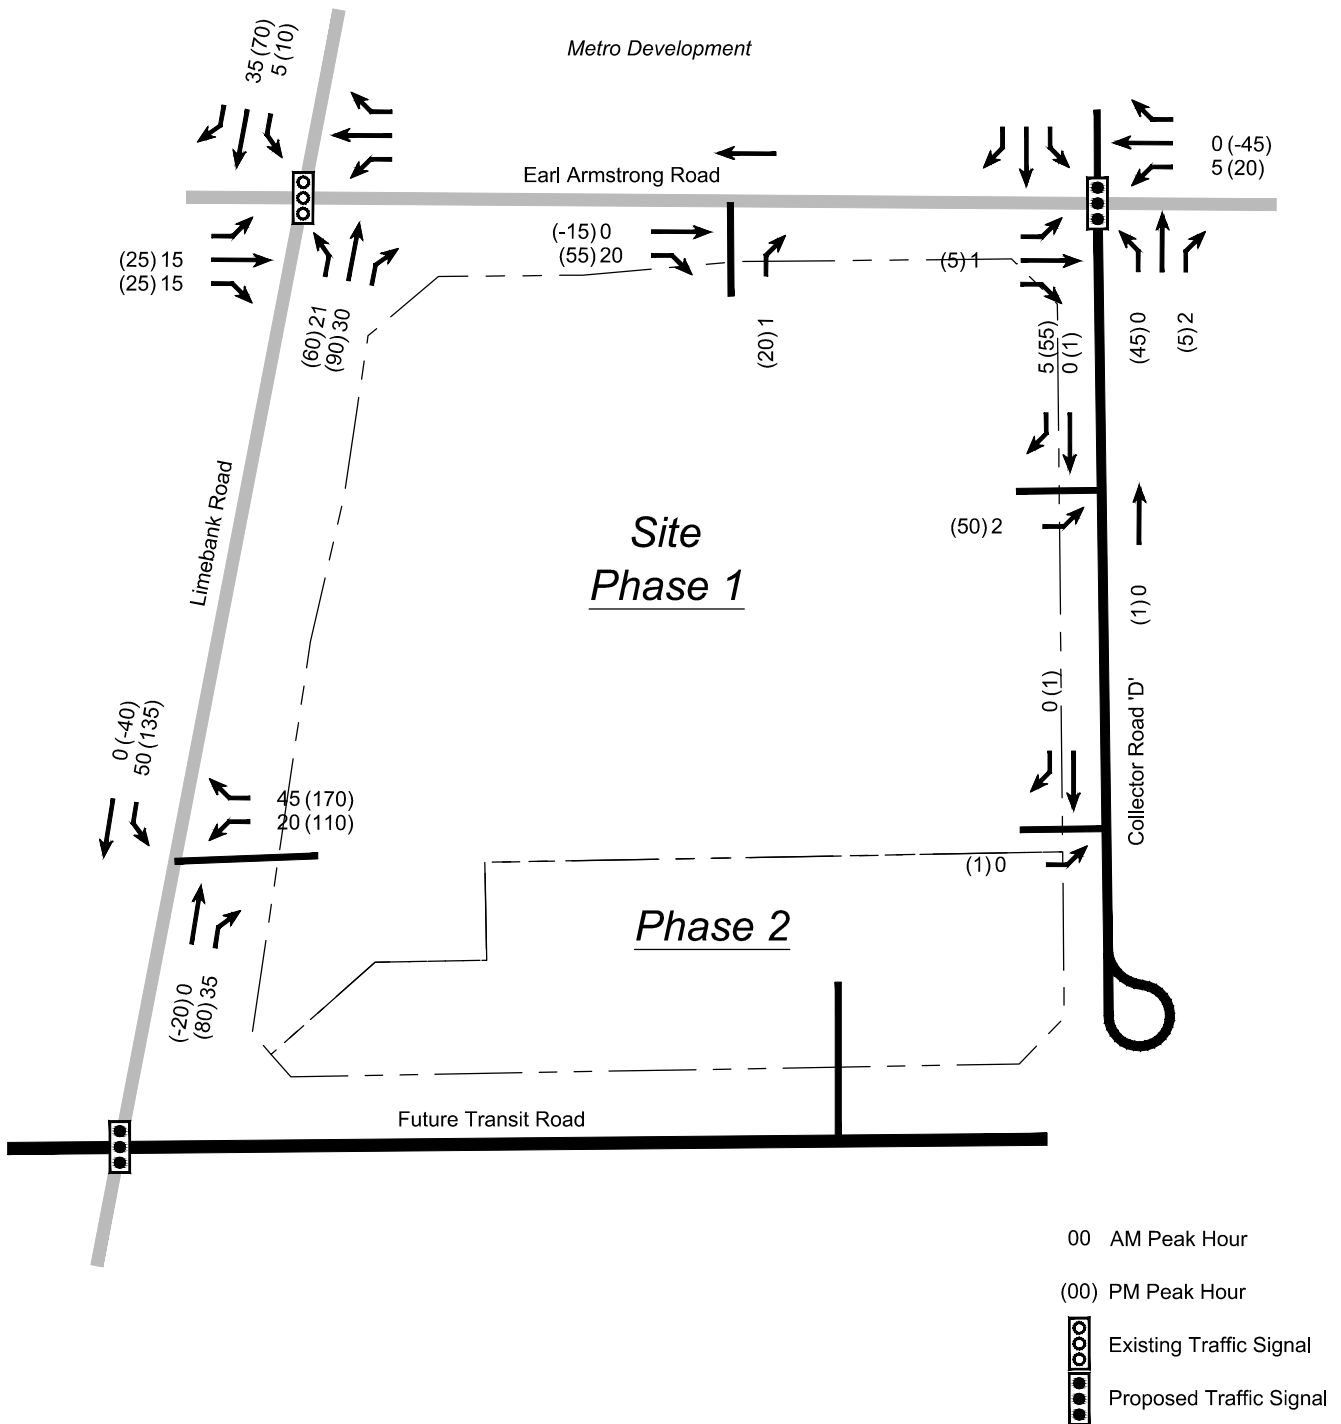 Metro Development
35 (70)
5 (10)
Earl Armstrong Road
0 (-45)
5 (20)
(25) 15
(25) 15
(-15) 0
(55) 20
(5) 1
(60) 21
(90) 30
(20) 1
5 (55)
0 (1)
(45) 0
(5) 2
Limebank Road
Site
Phase 1
(50) 2
(1) 0
0 (1)
Collector Road 'D'
0 (-40)
50 (135)
45 (170)
20 (110)
(1) 0
Phase 2
(-20) 0
(80) 35
Future Transit Road
00 AM Peak Hour
(00) PM Peak Hour
Existing Traffic Signal
Proposed Traffic Signal